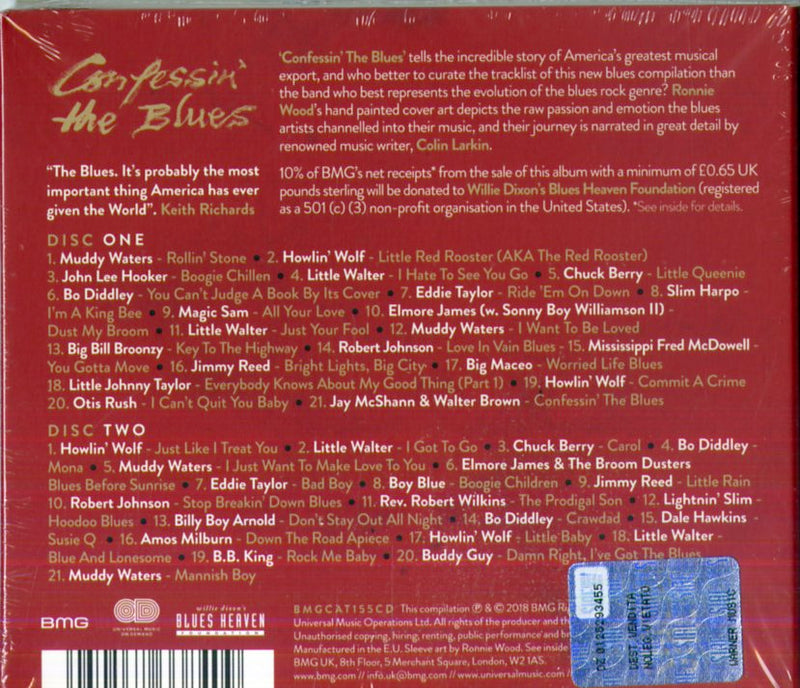 Confessin'
the Blues
'Confessin' The Blues' tells the incredible story of America's greatest musical
export, and who better to curate the tracklist of this new blues compilation than
the band who best represents the evolution of the blues rock genre? Ronnie
Wood's hand painted cover art depicts the raw passion and emotion the blues
artists channelled into their music, and their journey is narrated in great detail by
renowned music writer, Colin Larkin.
"The Blues. It's probably the most
important thing America has ever
given the World". Keith Richards
10% of BMG's net receipts* from the sale of this album with a minimum of £0.65 UK
pounds sterling will be donated to Willie Dixon's Blues Heaven Foundation (registered
as a 501 (c) (3) non-profit organisation in the United States). *See inside for details.
DISC ONE
1. Muddy Waters - Rollin' Stone • 2. Howlin' Wolf - Little Red Rooster (AKA The Red Rooster)
3. John Lee Hooker - Boogie Chillen • 4. Little Walter - I Hate To See You Go • 5. Chuck Berry - Little Queenie
6. Bo Diddley - You Can't Judge A Book By Its Cover • 7. Eddie Taylor - Ride 'Em On Down • 8. Slim Harpo -
I'm A King Bee • 9. Magic Sam - All Your Love • 10. Elmore James (w. Sonny Boy Williamson II) -
Dust My Broom • 11. Little Walter - Just Your Fool • 12. Muddy Waters - I Want To Be Loved
13. Big Bill Broonzy - Key To The Highway • 14. Robert Johnson - Love In Vain Blues • 15. Mississippi Fred McDowell -
You Gotta Move • 16. Jimmy Reed - Bright Lights, Big City • 17. Big Maceo - Worried Life Blues
18. Little Johnny Taylor - Everybody Knows About My Good Thing (Part 1) • 19. Howlin' Wolf - Commit A Crime
20. Otis Rush - I Can't Quit You Baby • 21. Jay McShann & Walter Brown - Confessin' The Blues
DISC TWO
1. Howlin' Wolf - Just Like I Treat You • 2. Little Walter - I Got To Go • 3. Chuck Berry - Carol • 4. Bo Diddley -
Mona • 5. Muddy Waters - I Just Want To Make Love To You • 6. Elmore James & The Broom Dusters
Blues Before Sunrise • 7. Eddie Taylor - Bad Boy • 8. Boy Blue - Boogie Children • 9. Jimmy Reed - Little Rain
10. Robert Johnson - Stop Breakin' Down Blues • 11. Rev. Robert Wilkins - The Prodigal Son • 12. Lightnin' Slim -
Hoodoo Blues • 13. Billy Boy Arnold - Don't Stay Out All Night • 14. Bo Diddley - Crawdad • 15. Dale Hawkins -
Susie Q • 16. Amos Milburn - Down The Road Apiece • 17. Howlin' Wolf - Little Baby • 18. Little Walter -
Blue And Lonesome • 19. B.B. King - Rock Me Baby • 20. Buddy Guy - Damn Right, I've Got The Blues
21. Muddy Waters - Mannish Boy
BMG
UNIVERSAL MUSIC
ON DEMAND
willie dixon's
BLUES HEAVEN
FOUNDATION
BMGCAT155CD This compilation ℗ & © 2018 BMG
Universal Music Operations Ltd. All rights of the producer and
Unauthorised copying, hiring, renting, public performance and
Manufactured in the E.U. Sleeve art by Ronnie Wood. See inside
BMG UK, 8th Floor, 5 Merchant Square, London, W2 1AS.
www.bmg.com // info.uk@bmg.com // www.universalmusic.com
DEST VENDITA
NOLEGGIO VIETATO
WARNER